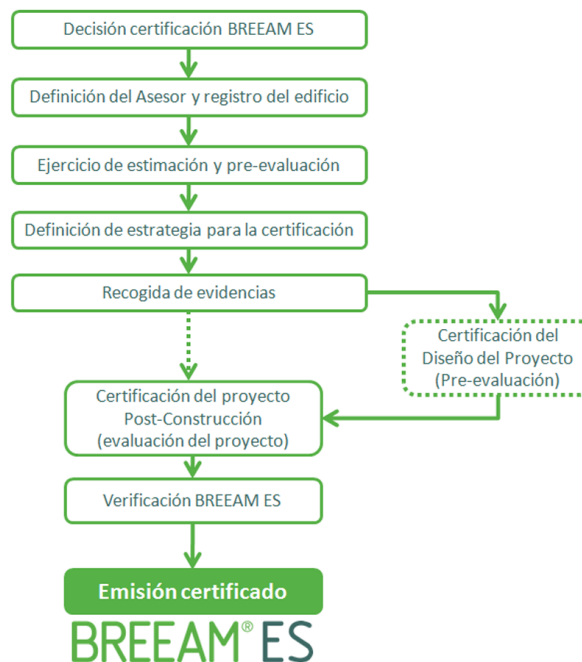 Decisión certificación BREEAM ES
Definición del Asesor y registro del edificio
Ejercicio de estimación y pre-evaluación
Definición de estrategia para la certificación
Recogida de evidencias
Certificación del
Diseño del Proyecto
(Pre-evaluación)
Certificación del proyecto
Post-Construcción
(evaluación del proyecto)
Verificación BREEAM ES
Emisión certificado
BREEAM® ES